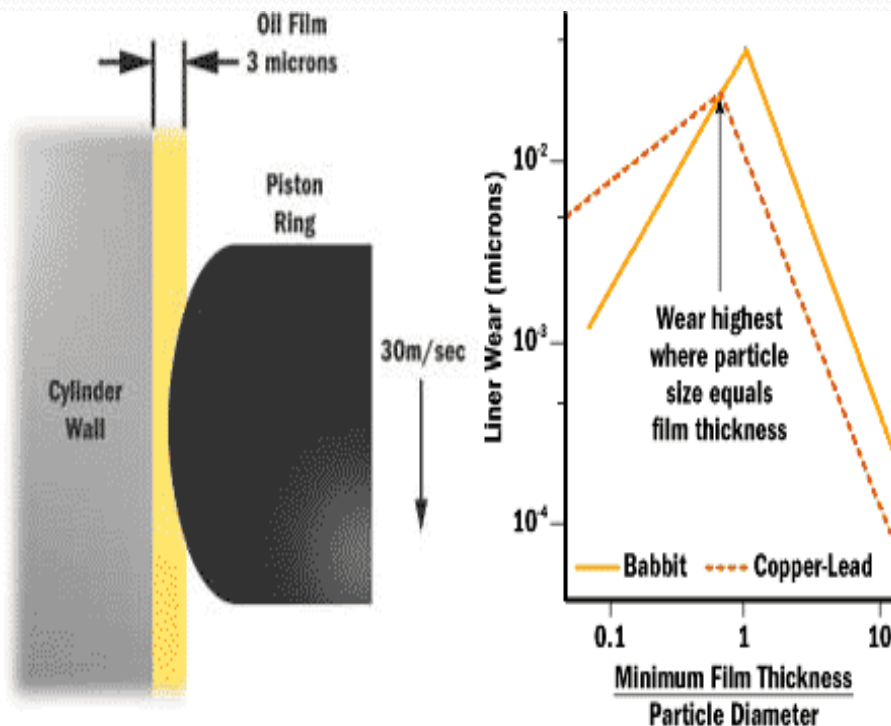 Oil Film
3 microns
Piston
Ring
30m/sec
Cylinder
Wall
Liner Wear (microns)
10-2
10-3
10-4
Wear highest
where particle
size equals
film thickness
Babbit
Copper-Lead
0.1
1
10
Minimum Film Thickness
Particle Diameter